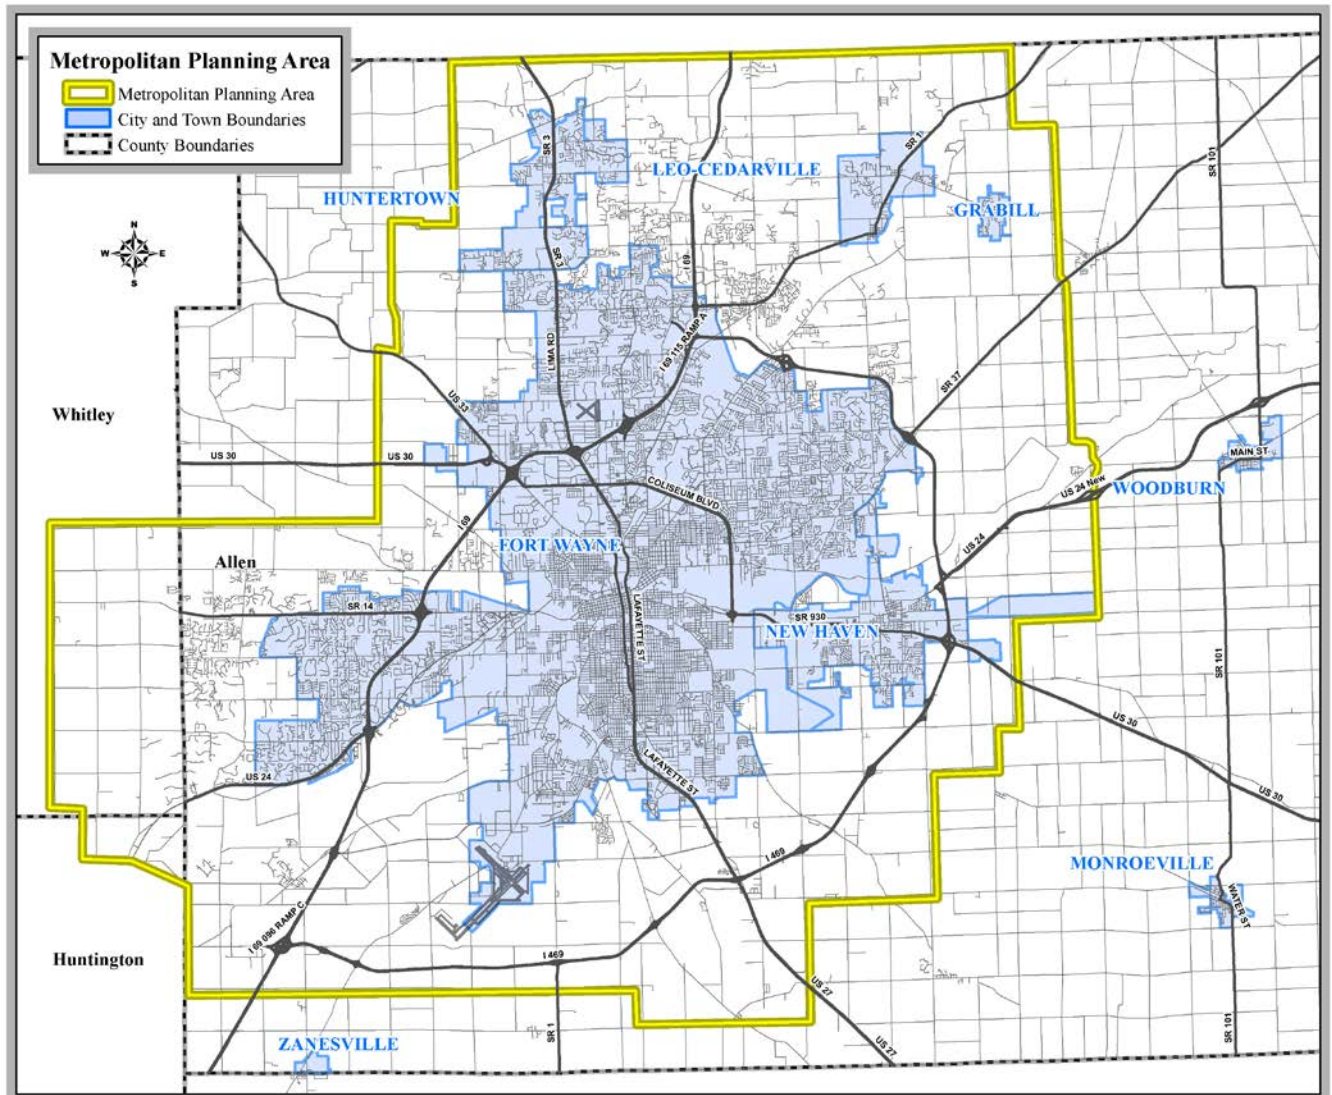 Metropolitan Planning Area
Metropolitan Planning Area
City and Town Boundaries
County Boundaries
N
W E
S
HUNTERTOWN
LEO-CEDARVILLE
GRABILL
SR 3
SR 1
SR 101
SR 3
I 69
I 69 115 RAMP A
LIMA RD
SR 37
US 33
Whitley
US 30
US 30
COLISEUM BLVD
MAIN ST
US 24 New
WOODBURN
I 69
FORT WAYNE
US 24
Allen
SR 14
LAFAYETTE ST
SR 930
NEW HAVEN
SR 101
US 30
US 24
LAFAYETTE ST
US 30
I 469
MONROEVILLE
WATER ST
I 69 096 RAMP C
Huntington
I 469
US 27
SR 1
US 27
SR 101
ZANESVILLE